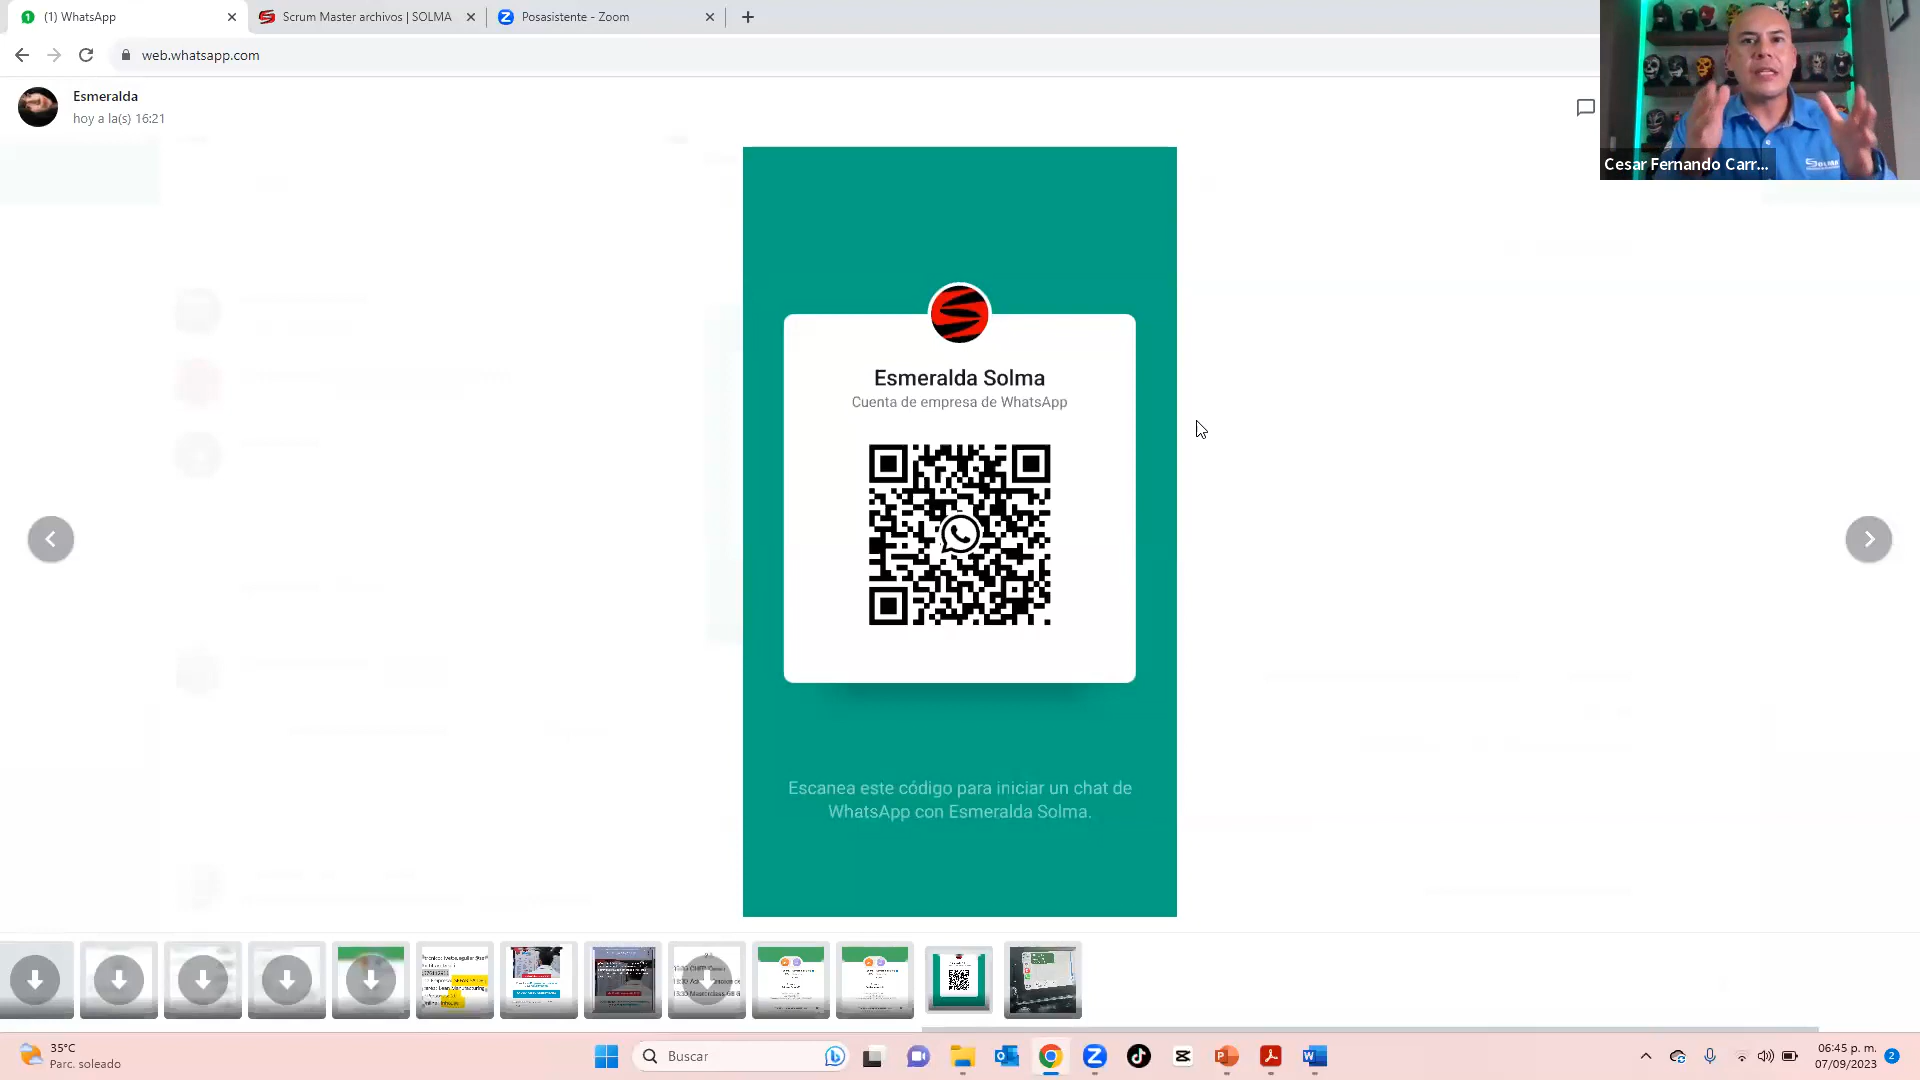 (1) WhatsApp
Scrum Master archivos | SOLMA
Posasistente - Zoom
web.whatsapp.com
Esmeralda
hoy a la(s) 16:21
SOLMA
Cesar Fernando Carr...
Esmeralda Solma
Cuenta de empresa de WhatsApp
Escanea este código para iniciar un chat de
WhatsApp con Esmeralda Solma.
35°C
Parc. soleado
Buscar
06:45 p. m.
07/09/2023
2